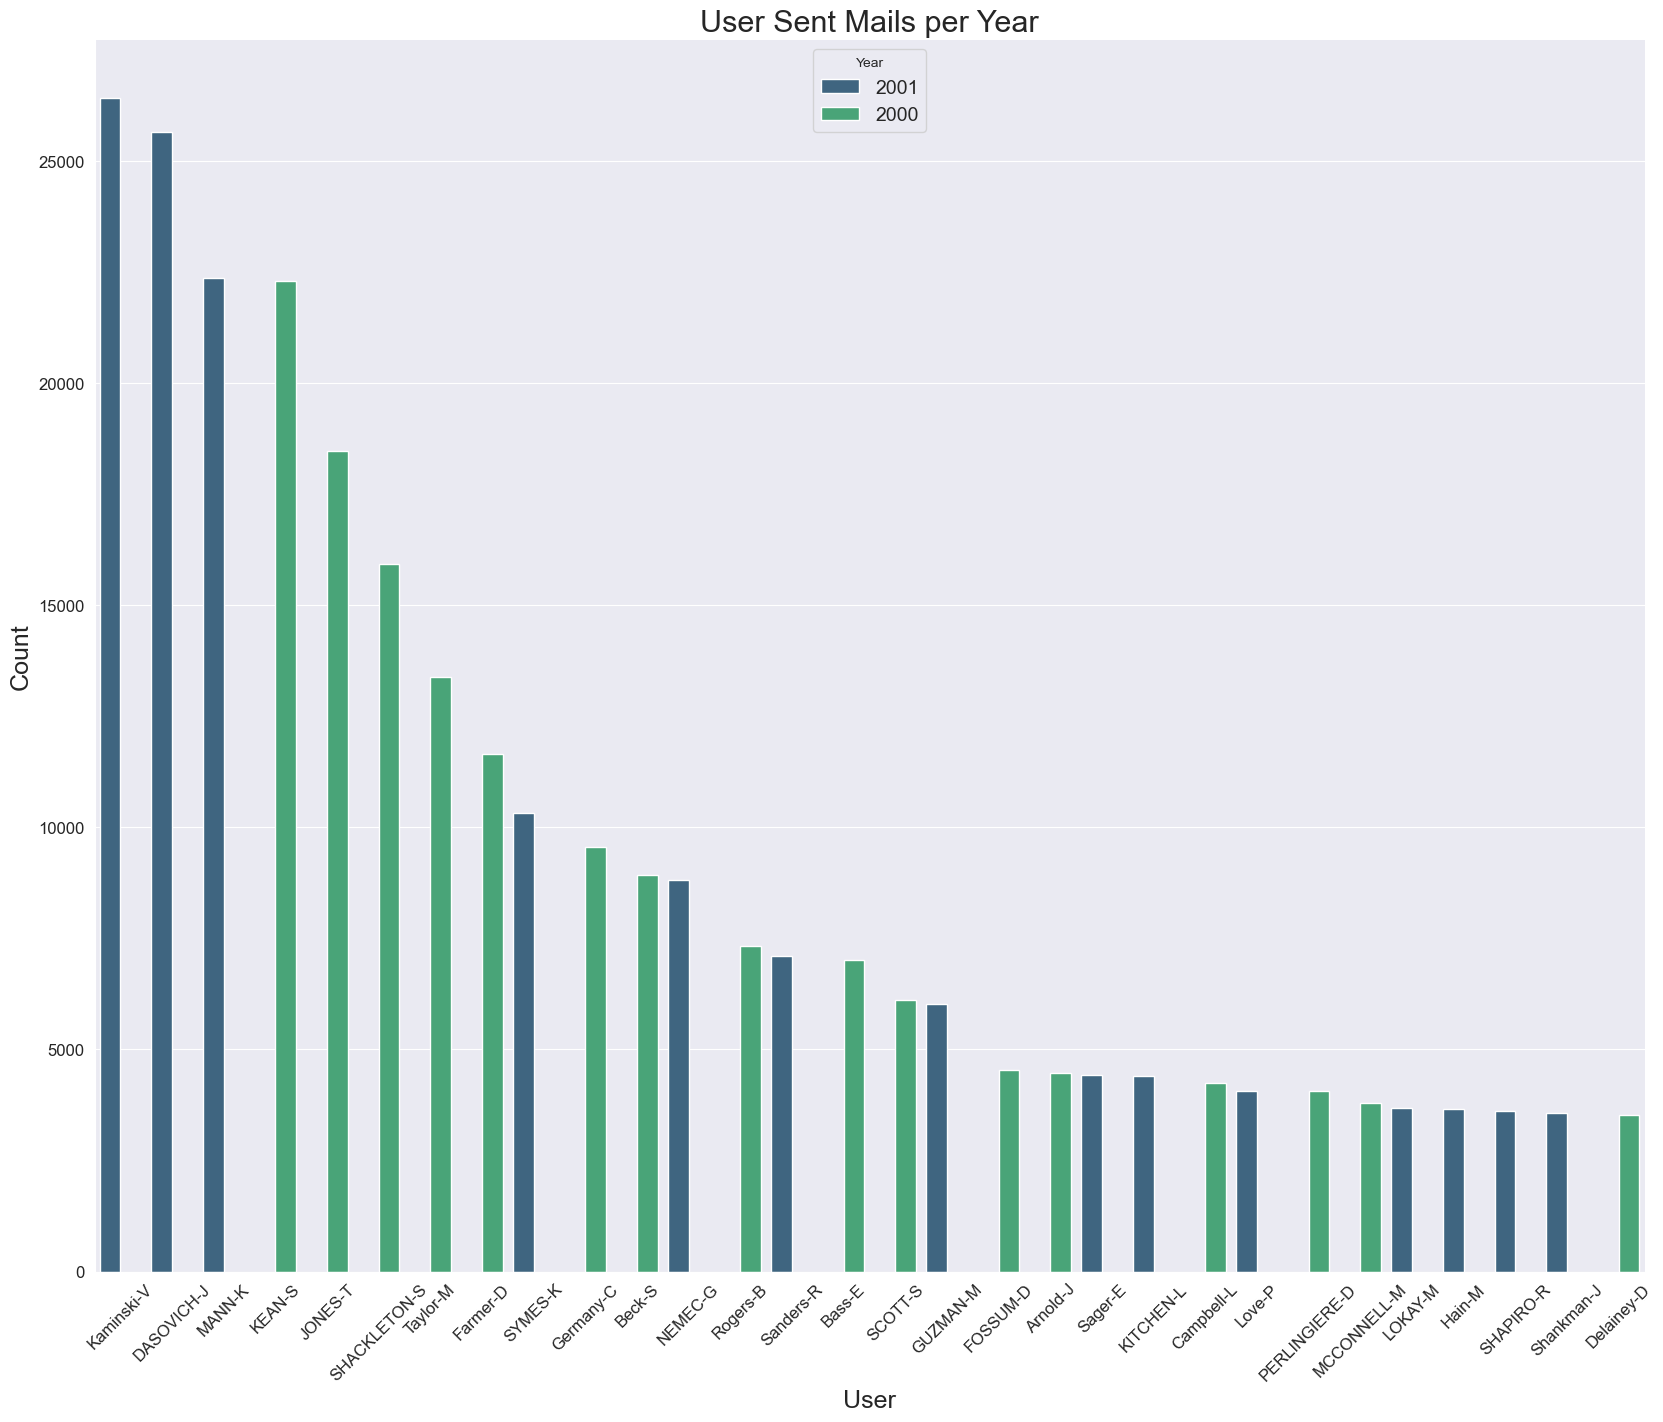 User Sent Mails per Year
Year
2001
2000
25000
20000
15000
10000
5000
0
Count
Kaminski-V
DASOVICH-J
MANN-K
KEAN-S
JONES-T
SHACKLETON-S
Taylor-M
Farmer-D
SYMES-K
Germany-C
Beck-S
NEMEC-G
Rogers-B
Sanders-R
Bass-E
SCOTT-S
GUZMAN-M
FOSSUM-D
Arnold-J
Sager-E
KITCHEN-L
Campbell-L
Love-P
PERLINGIERE-D
MCCONNELL-M
LOKAY-M
Hain-M
SHAPIRO-R
Shankman-J
Delainey-D
User